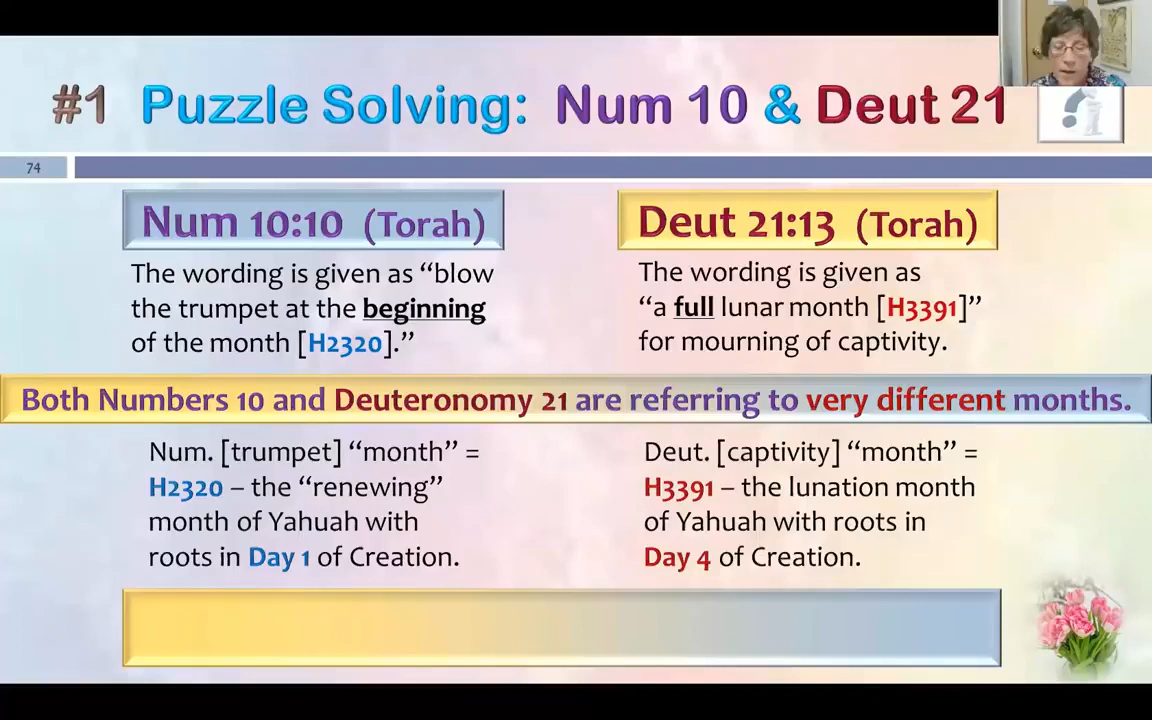 #1 Puzzle Solving: Num 10 & Deut 21
74
Num 10:10 (Torah)
The wording is given as “blow
the trumpet at the beginning
of the month [H2320].”
Deut 21:13 (Torah)
The wording is given as
“a full lunar month [H3391]”
for mourning of captivity.
Both Numbers 10 and Deuteronomy 21 are referring to very different months.
Num. [trumpet] “month” =
H2320 – the “renewing”
month of Yahuah with
roots in Day 1 of Creation.
Deut. [captivity] “month” =
H3391 – the lunation month
of Yahuah with roots in
Day 4 of Creation.